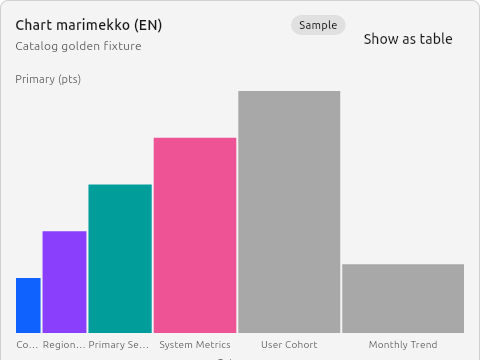 Chart marimekko (EN)
Sample
Show as table
Catalog golden fixture
Primary (pts)
Co… Region… Primary Se… System Metrics User Cohort Monthly Trend